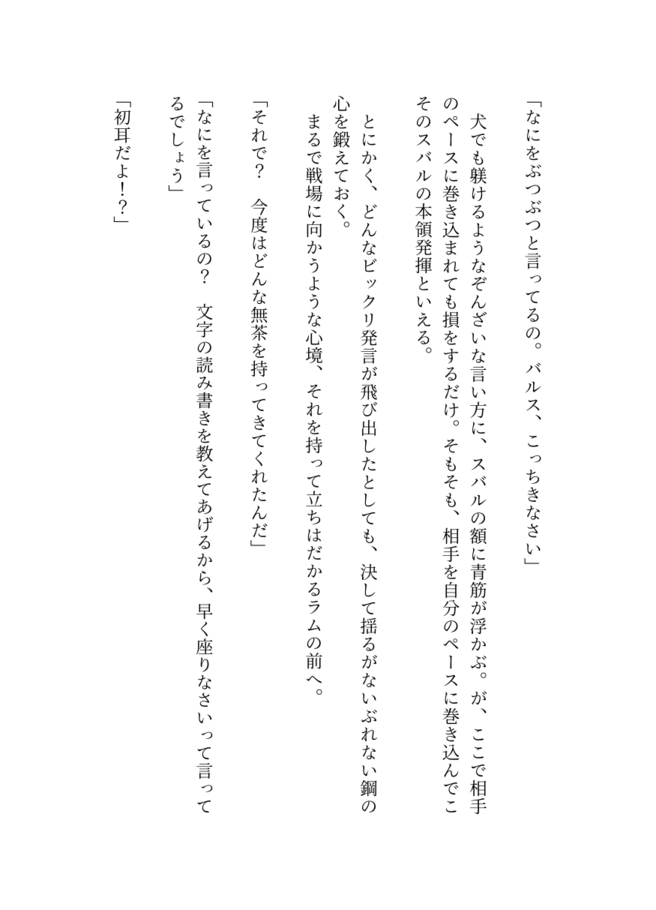 「なにをぶつぶつと言ってるの。バルス、こっちきなさい」
　犬でも躾けるようなぞんざいな言い方に、スバルの額に青筋が浮かぶ。が、ここで相手
のペースに巻き込まれても損をするだけ。そもそも、相手を自分のペースに巻き込んでこ
そのスバルの本領発揮といえる。
　とにかく、どんなビックリ発言が飛び出したとしても、決して揺るがないぶれない鋼の
心を鍛えておく。
　まるで戦場に向かうような心境、それを持って立ちはだかるラムの前へ。
「それで？　今度はどんな無茶を持ってきてくれたんだ」
「なにを言っているの？　文字の読み書きを教えてあげるから、早く座りなさいって言って
るでしょう」
「初耳だよ！？」